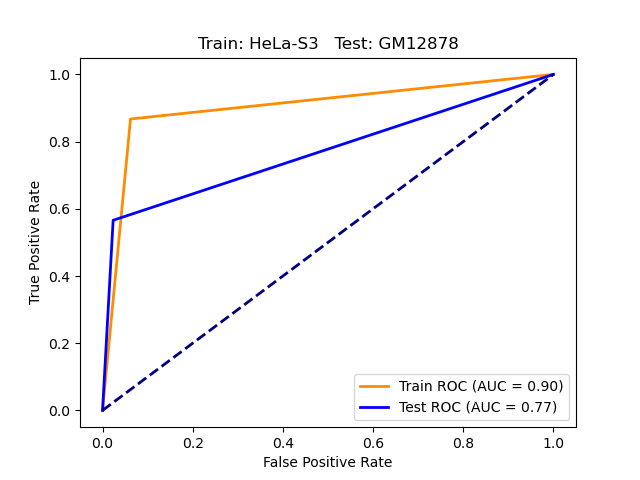 Train: HeLa-S3   Test: GM12878
1.0
0.8
0.6
0.4
0.2
0.0
True Positive Rate
Train ROC (AUC = 0.90)
Test ROC (AUC = 0.77)
0.0 0.2 0.4 0.6 0.8 1.0
False Positive Rate